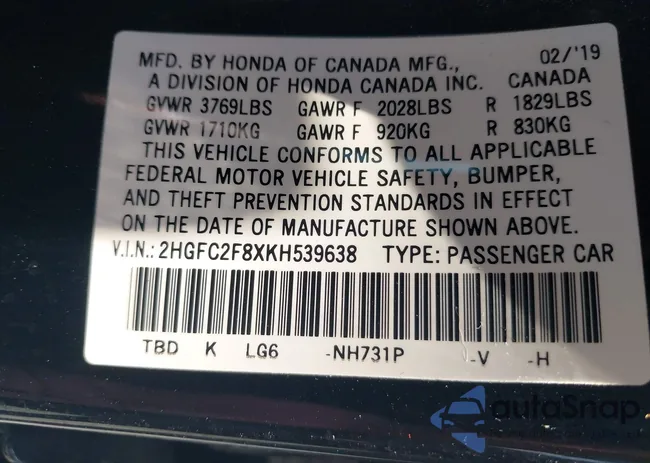 MFD. BY HONDA OF CANADA MFG., 02/'19
A DIVISION OF HONDA CANADA INC. CANADA
GVWR 3769LBS GAWR F 2028LBS R 1829LBS
GVWR 1710KG GAWR F 920KG R 830KG
THIS VEHICLE CONFORMS TO ALL APPLICABLE
FEDERAL MOTOR VEHICLE SAFETY, BUMPER,
AND THEFT PREVENTION STANDARDS IN EFFECT
ON THE DATE OF MANUFACTURE SHOWN ABOVE.
V.I.N.: 2HGFC2F8XKH539638 TYPE: PASSENGER CAR
TBD K LG6 -NH731P -V -H
autoSnap